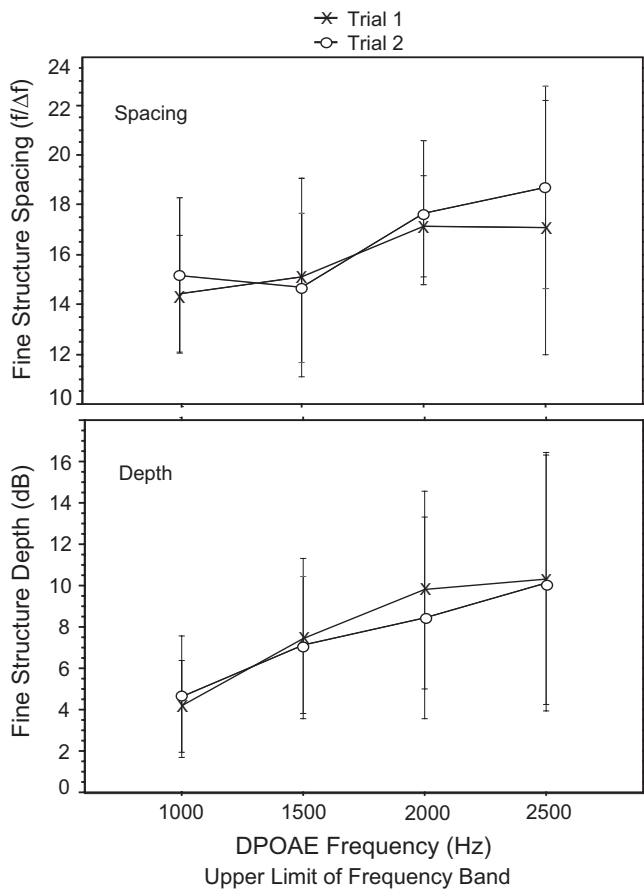 Trial 1
Trial 2
Spacing
Fine Structure Spacing (f/Δf)
24
22
20
18
16
14
12
10
Depth
Fine Structure Depth (dB)
16
14
12
10
8
6
4
2
0
1000 1500 2000 2500
DPOAE Frequency (Hz)
Upper Limit of Frequency Band